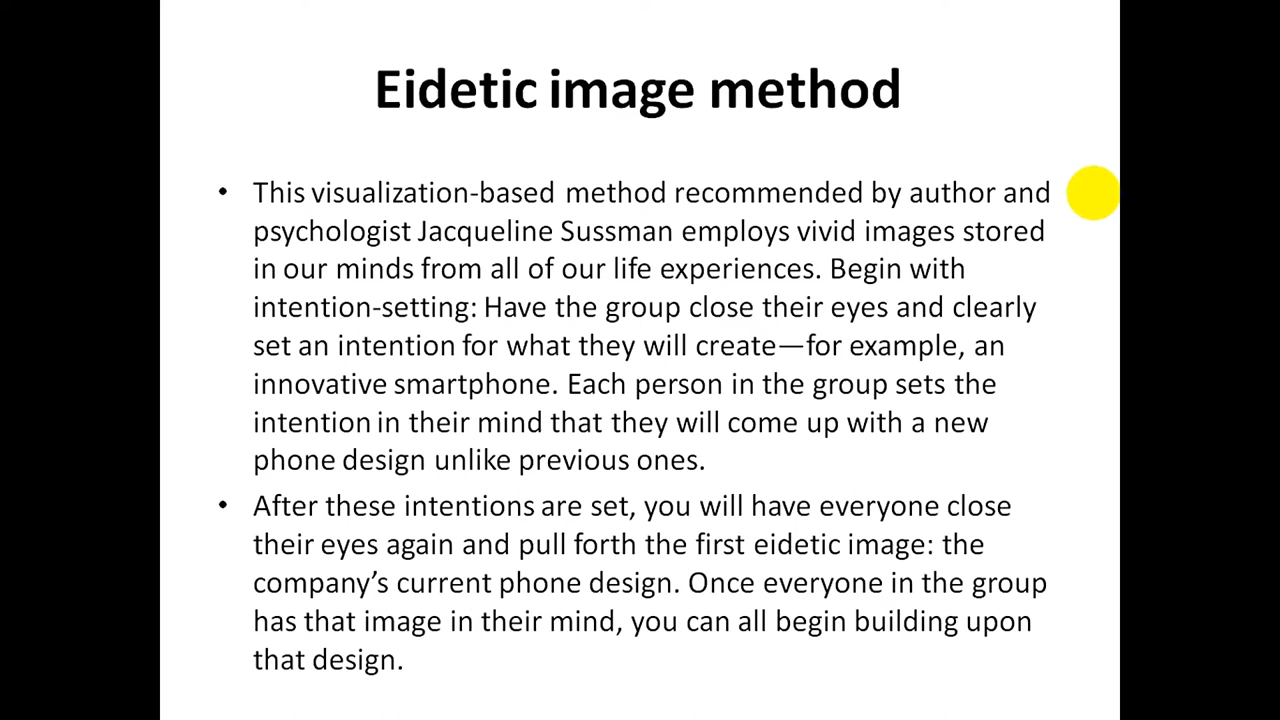 Eidetic image method
• This visualization-based method recommended by author and
psychologist Jacqueline Sussman employs vivid images stored
in our minds from all of our life experiences. Begin with
intention-setting: Have the group close their eyes and clearly
set an intention for what they will create—for example, an
innovative smartphone. Each person in the group sets the
intention in their mind that they will come up with a new
phone design unlike previous ones.
• After these intentions are set, you will have everyone close
their eyes again and pull forth the first eidetic image: the
company’s current phone design. Once everyone in the group
has that image in their mind, you can all begin building upon
that design.